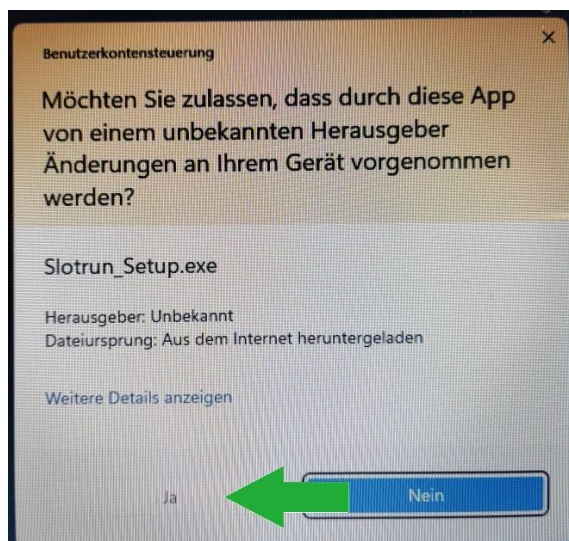 Benutzerkontensteuerung
Möchten Sie zulassen, dass durch diese App
von einem unbekannten Herausgeber
Änderungen an Ihrem Gerät vorgenommen
werden?
Slotrun_Setup.exe
Herausgeber: Unbekannt
Dateiursprung: Aus dem Internet heruntergeladen
Weitere Details anzeigen
Ja Nein